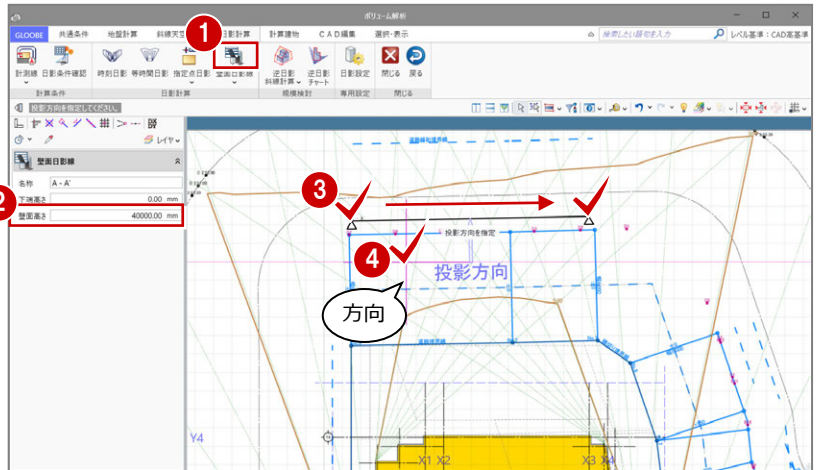 ボリューム解析
GLOOBE 共通条件 地盤計算 斜線天空 日影計算 計算建物 CAD編集 選択・表示
検索したい語句を入力 レベル基準：CAD高基準
1
計測線 日影条件確認 時刻日影 等時間日影 指定点日影 壁面日影線 逆日影斜線計算 逆日影チャート 日影設定 閉じる 戻る
計算条件 日影計算 規模検討 専用設定 閉じる
投影方向を指定してください。
レイヤ
壁面日影線
名称 A - A'
下端高さ 0.00 mm
2
壁面高さ 40000.00 mm
3
投影方向を指定
4
投影方向
方向
道路境界線
Y4
X1 X2 X3